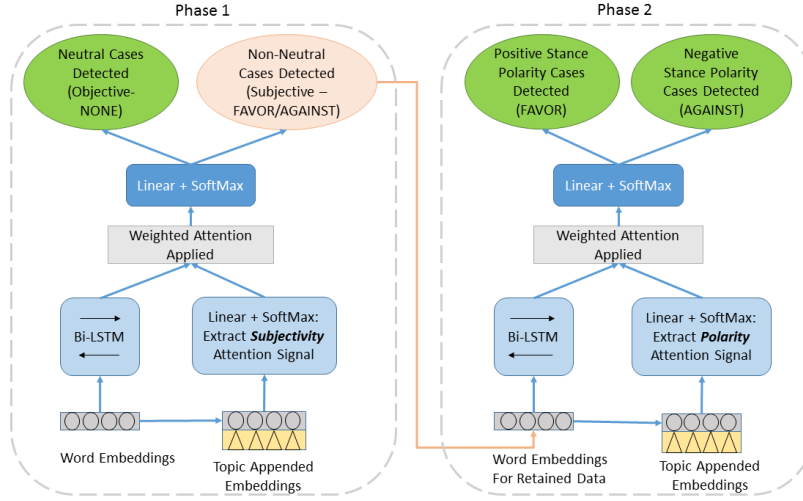 Phase 1
Neutral Cases
Detected
(Objective-
NONE)
Non-Neutral
Cases Detected
(Subjective –
FAVOR/AGAINST)
Linear + SoftMax
Weighted Attention
Applied
Bi-LSTM
Linear + SoftMax:
Extract Subjectivity
Attention Signal
Word Embeddings
Topic Appended
Embeddings
Phase 2
Positive Stance
Polarity Cases
Detected
(FAVOR)
Negative
Stance Polarity
Cases Detected
(AGAINST)
Linear + SoftMax
Weighted Attention
Applied
Bi-LSTM
Linear + SoftMax:
Extract Polarity
Attention Signal
Word Embeddings
For Retained Data
Topic Appended
Embeddings